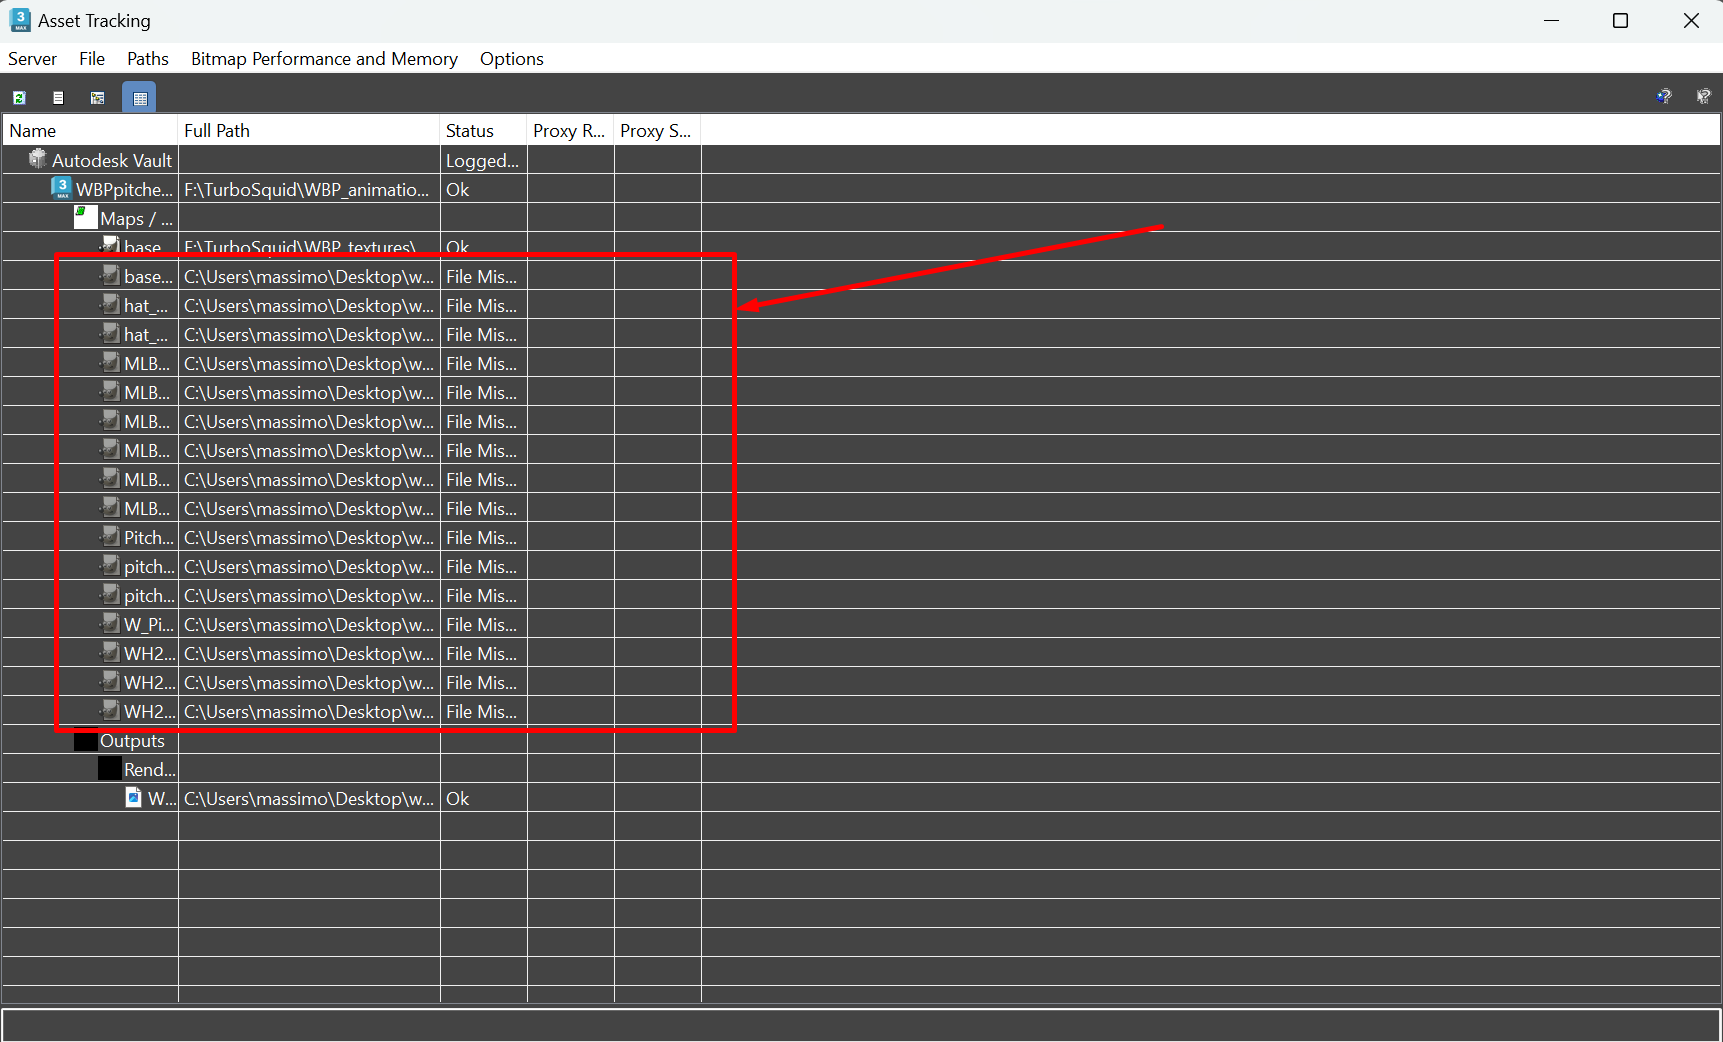 Asset Tracking
Server File Paths Bitmap Performance and Memory Options
Name Full Path Status Proxy R... Proxy S...
Autodesk Vault Logged...
WBPpitche... F:\TurboSquid\WBP_animatio... Ok
Maps / ...
base... F:\TurboSquid\WBP_textures\... Ok
base... C:\Users\massimo\Desktop\w... File Mis...
hat_... C:\Users\massimo\Desktop\w... File Mis...
hat_... C:\Users\massimo\Desktop\w... File Mis...
MLB... C:\Users\massimo\Desktop\w... File Mis...
MLB... C:\Users\massimo\Desktop\w... File Mis...
MLB... C:\Users\massimo\Desktop\w... File Mis...
MLB... C:\Users\massimo\Desktop\w... File Mis...
MLB... C:\Users\massimo\Desktop\w... File Mis...
MLB... C:\Users\massimo\Desktop\w... File Mis...
Pitch... C:\Users\massimo\Desktop\w... File Mis...
pitch... C:\Users\massimo\Desktop\w... File Mis...
pitch... C:\Users\massimo\Desktop\w... File Mis...
W_Pi... C:\Users\massimo\Desktop\w... File Mis...
WH2... C:\Users\massimo\Desktop\w... File Mis...
WH2... C:\Users\massimo\Desktop\w... File Mis...
WH2... C:\Users\massimo\Desktop\w... File Mis...
Outputs
Rend...
W... C:\Users\massimo\Desktop\w... Ok